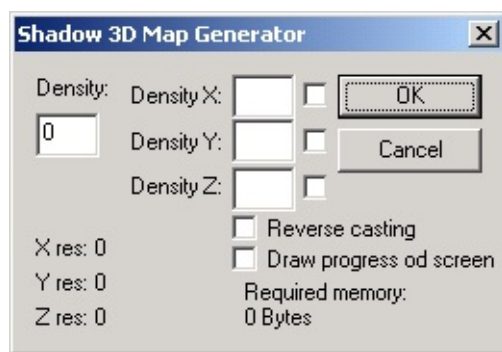 Shadow 3D Map Generator
Density:
0
Density X:
Density Y:
Density Z:
OK
Cancel
Reverse casting
Draw progress od screen
X res: 0
Y res: 0
Z res: 0
Required memory:
0 Bytes